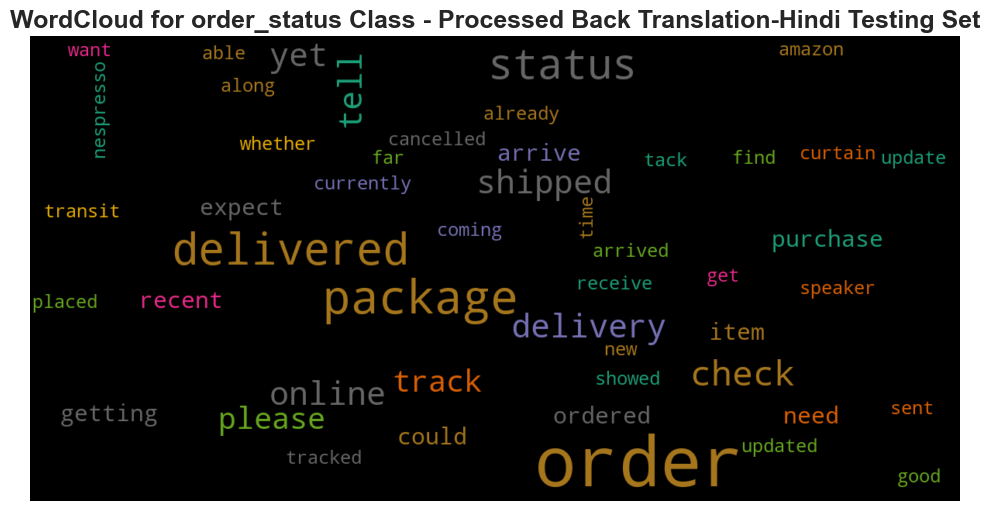 WordCloud for order_status Class - Processed Back Translation-Hindi Testing Set
want
able
yet
tell
status
amazon
nespresso
along
already
whether
cancelled
far
arrive
tack
find
curtain
update
currently
shipped
transit
expect
time
coming
delivered
arrived
purchase
placed
recent
package
receive
get
speaker
delivery
item
new
track
showed
check
online
getting
please
could
ordered
need
sent
tracked
order
updated
good